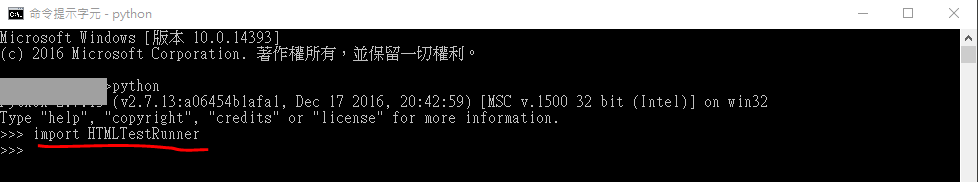 命令提示字元 - python
Microsoft Windows [版本 10.0.14393]
(c) 2016 Microsoft Corporation. 著作權所有，並保留一切權利。
>python
(v2.7.13:a06454b1afa1, Dec 17 2016, 20:42:59) [MSC v.1500 32 bit (Intel)] on win32
Type "help", "copyright", "credits" or "license" for more information.
>>> import HTMLTestRunner
>>>